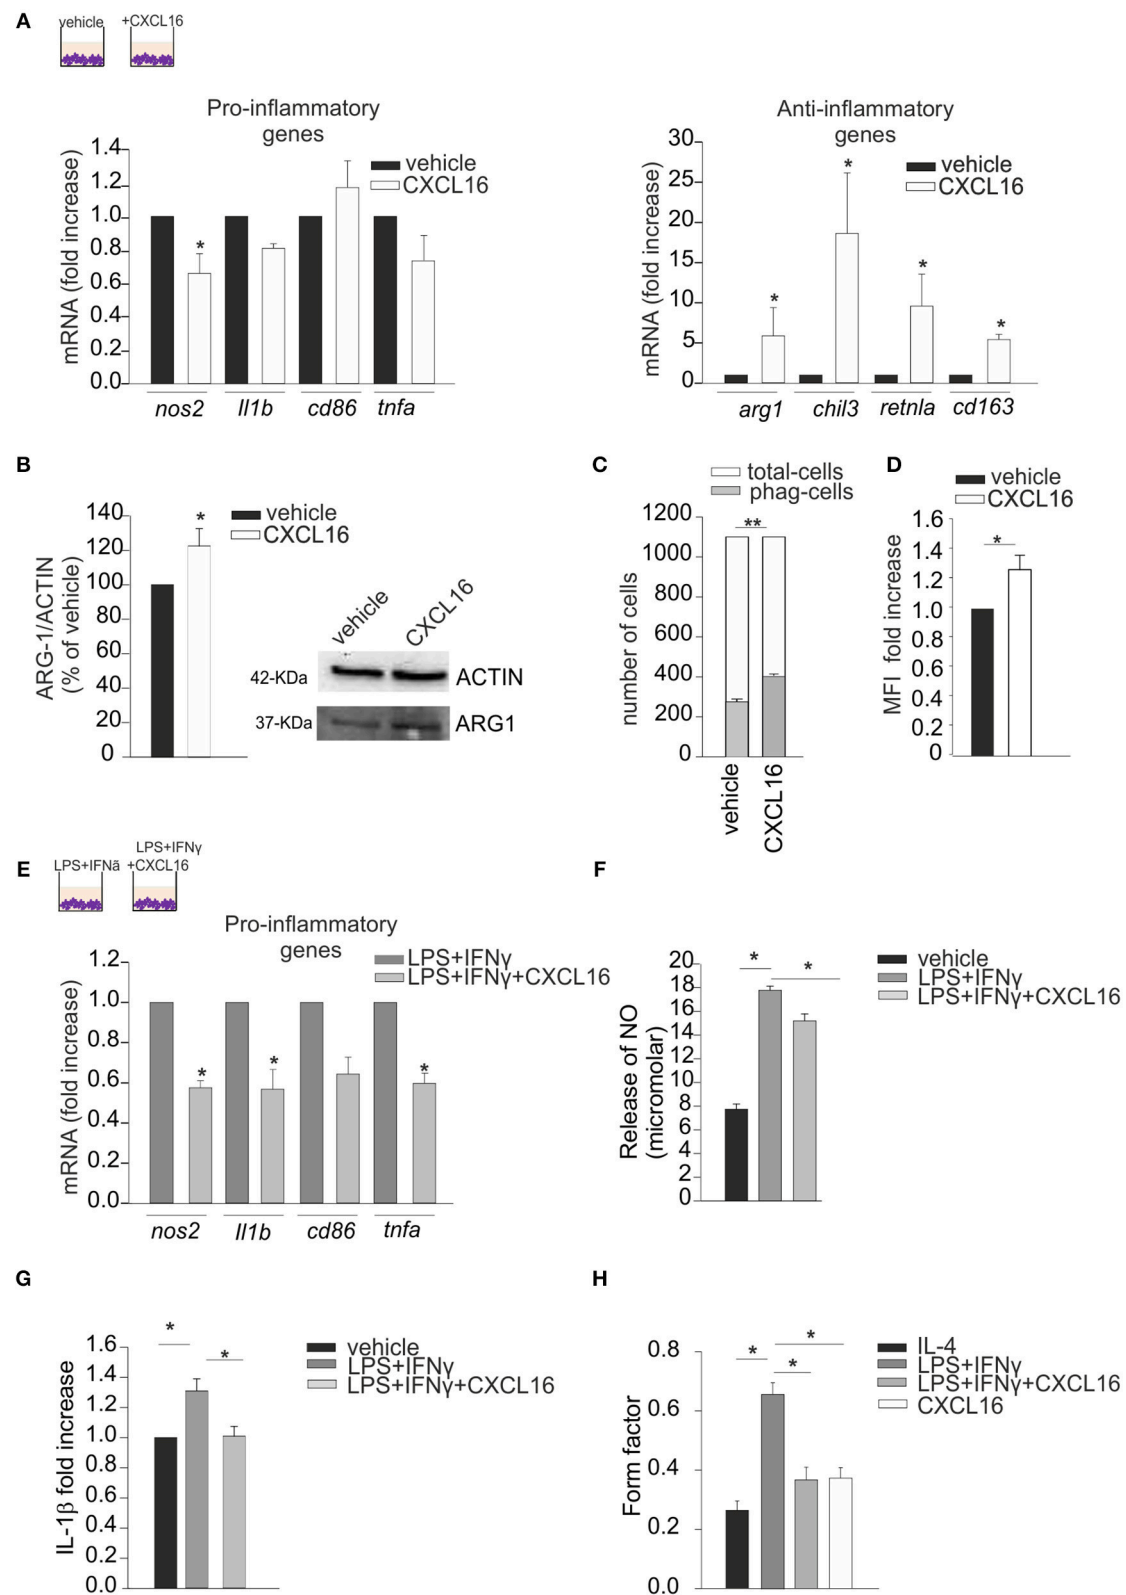 A
vehicle +CXCL16
Pro-inflammatory
genes
vehicle
CXCL16
mRNA (fold increase)
1.4
1.2
1.0
0.8
0.6
0.4
0.2
0.0
*
nos2 Il1b cd86 tnfa
Anti-inflammatory
genes
vehicle
CXCL16
mRNA (fold increase)
30
25
20
15
10
5
0
* * * *
arg1 chil3 retnla cd163
B
ARG-1/ACTIN
(% of vehicle)
140
120
100
80
60
40
20
0
*
vehicle
CXCL16
vehicle CXCL16
42-KDa ACTIN
37-KDa ARG1
C
total-cells
phag-cells
number of cells
1200
1000
800
600
400
200
0
**
vehicle
CXCL16
D
vehicle
CXCL16
MFI fold increase
1.6
1.4
1.2
1.0
0.8
0.6
0.4
0.2
0
*
E
LPS+IFNγ
LPS+IFNã +CXCL16
Pro-inflammatory
genes
LPS+IFNγ
LPS+IFNγ+CXCL16
mRNA (fold increase)
1.2
1.0
0.8
0.6
0.4
0.2
0.0
* * *
nos2 Il1b cd86 tnfa
F
vehicle
LPS+IFNγ
LPS+IFNγ+CXCL16
Release of NO
(micromolar)
20
18
16
14
12
10
8
6
4
2
0
* *
G
vehicle
LPS+IFNγ
LPS+IFNγ+CXCL16
IL-1β fold increase
1.6
1.4
1.2
1.0
0.8
0.6
0.4
0.2
0.0
* *
H
IL-4
LPS+IFNγ
LPS+IFNγ+CXCL16
CXCL16
Form factor
0.8
0.6
0.4
0.2
0.0
* * *